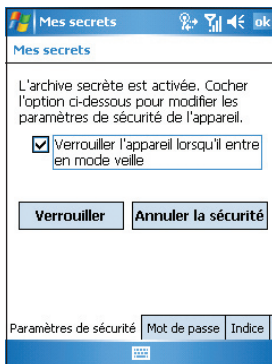 Mes secrets
ok
Mes secrets
L'archive secrète est activée. Cocher
l'option ci-dessous pour modifier les
paramètres de sécurité de l'appareil.
Verrouiller l'appareil lorsqu'il entre
en mode veille
Verrouiller
Annuler la sécurité
Paramètres de sécurité
Mot de passe
Indice